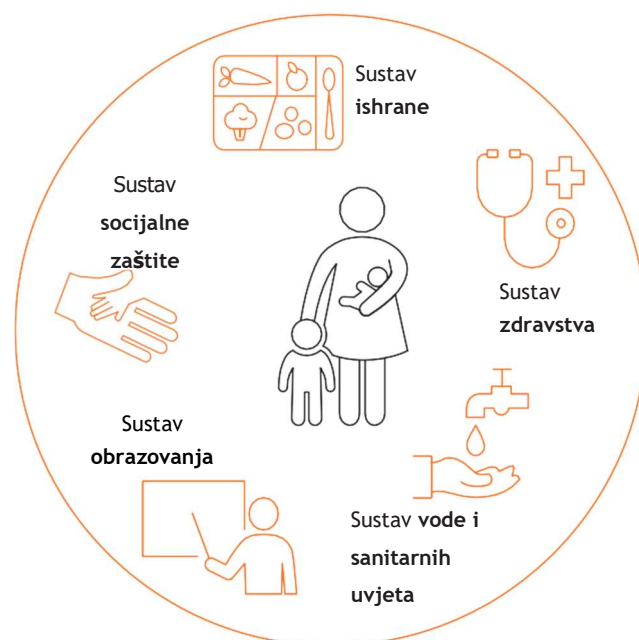 Sustav
ishrane
Sustav
socijalne
zaštite
Sustav
zdravstva
Sustav
obrazovanja
Sustav vode i
sanitarnih
uvjeta